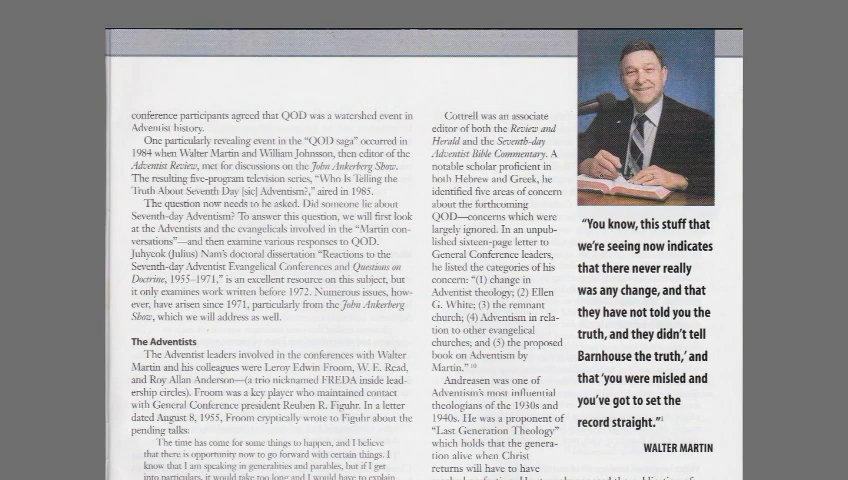 conference participants agreed that QOD was a watershed event in
Adventist history.
One particularly revealing event in the “QOD saga” occurred in
1984 when Walter Martin and William Johnsson, then editor of the
Adventist Review, met for discussions on the John Ankerberg Show.
The resulting five-program television series, “Who Is Telling the
Truth About Seventh Day [sic] Adventism?,” aired in 1985.
The question now needs to be asked. Did someone lie about
Seventh-day Adventism? To answer this question, we will first look
at the Adventists and the evangelicals involved in the “Martin con-
versations”—and then examine various responses to QOD.
Juhyeok (Julius) Nam’s doctoral dissertation “Reactions to the
Seventh-day Adventist Evangelical Conferences and Questions on
Doctrine, 1955–1971,” is an excellent resource on this subject, but
it only examines work written before 1972. Numerous issues, how-
ever, have arisen since 1971, particularly from the John Ankerberg
Show, which we will address as well.
The Adventists
The Adventist leaders involved in the conferences with Walter
Martin and his colleagues were Leroy Edwin Froom, W. E. Read,
and Roy Allan Anderson—(a trio nicknamed FREDA inside lead-
ership circles). Froom was a key player who maintained contact
with General Conference president Reuben R. Figuhr. In a letter
dated August 8, 1955, Froom cryptically wrote to Figuhr about the
pending talks:
The time has come for some things to happen, and I believe
that there is opportunity now to go forward with certain things. I
know that I am speaking in generalities and parables, but if I get
into particulars, it would take too long and I would have to explain
Cottrell was an associate
editor of both the Review and
Herald and the Seventh-day
Adventist Bible Commentary. A
notable scholar proficient in
both Hebrew and Greek, he
identified five areas of concern
about the forthcoming
QOD—concerns which were
largely ignored. In an unpub-
lished sixteen-page letter to
General Conference leaders,
he listed the categories of his
concern: “(1) change in
Adventist theology; (2) Ellen
G. White; (3) the remnant
church; (4) Adventism in rela-
tion to other evangelical
churches; and (5) the proposed
book on Adventism by
Martin.”
Andreasen was one of
Adventism’s most influential
theologians of the 1930s and
1940s. He was a proponent of
“Last Generation Theology”
which holds that the genera-
tion alive when Christ
returns will have to have
“You know, this stuff that
we’re seeing now indicates
that there never really
was any change, and that
they have not told you the
truth, and they didn’t tell
Barnhouse the truth,’ and
that ‘you were misled and
you’ve got to set the
record straight.”
WALTER MARTIN